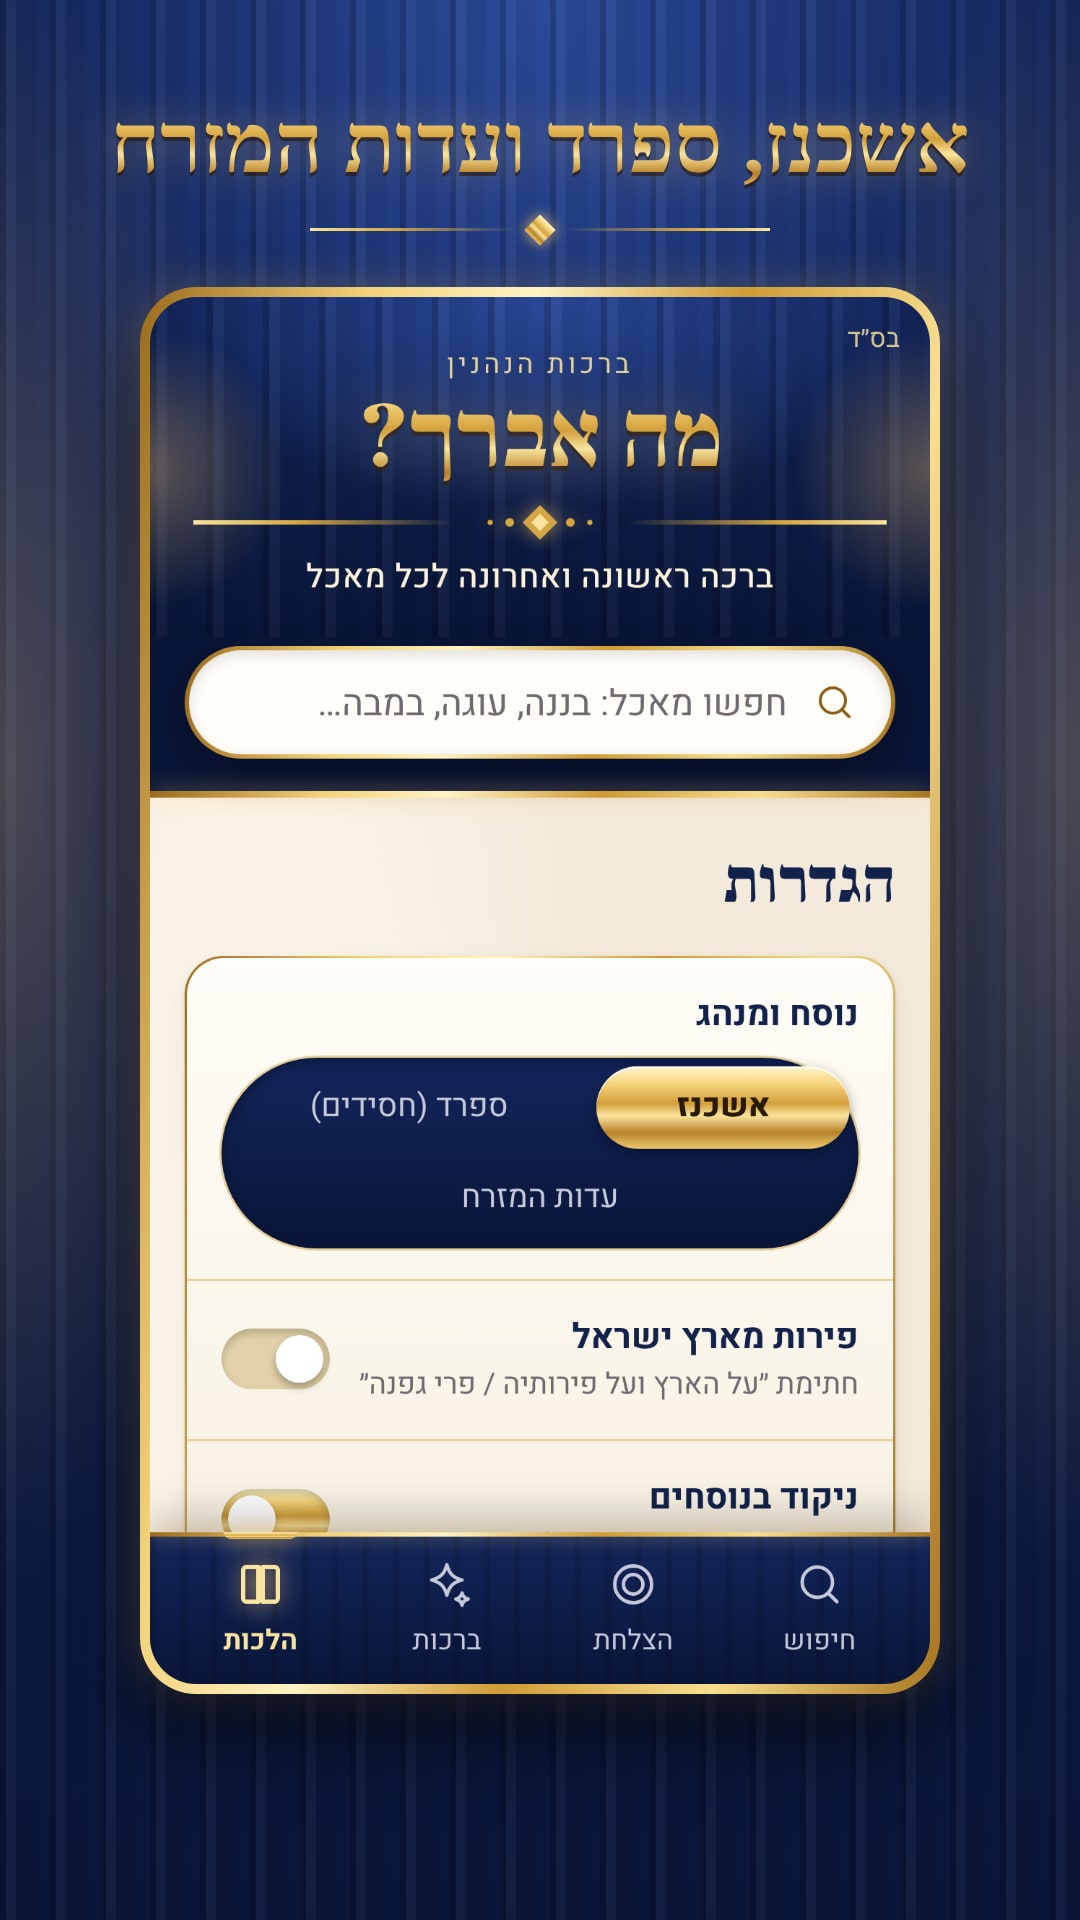 אשכנז, ספרד ועדות המזרח
בס״ד
ברכות הנהנין
מה אברך?
ברכה ראשונה ואחרונה לכל מאכל
חפשו מאכל: בננה, עוגה, במבה...
הגדרות
נוסח ומנהג
אשכנז
ספרד (חסידים)
עדות המזרח
פירות מארץ ישראל
חתימת ״על הארץ ועל פירותיה / פרי גפנה״
ניקוד בנוסחים
חיפוש
הצלחת
ברכות
הלכות